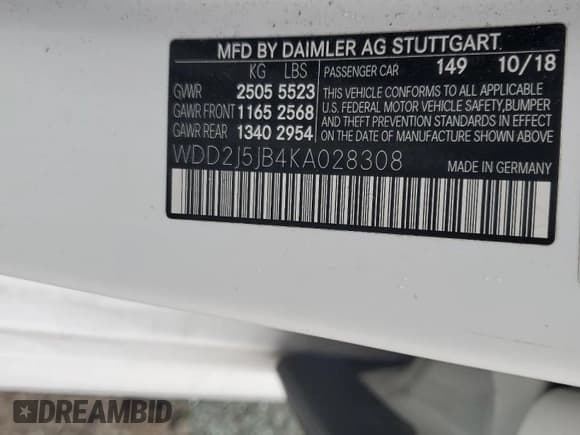 MFD BY DAIMLER AG STUTTGART
KG LBS PASSENGER CAR 149 10/18
GVWR 2505 5523 THIS VEHICLE CONFORMS TO ALL APPLICABLE
GAWR FRONT 1165 2568 U.S. FEDERAL MOTOR VEHICLE SAFETY, BUMPER
GAWR REAR 1340 2954 AND THEFT PREVENTION STANDARDS IN EFFECT
ON THE DATE OF MANUFACTURE SHOWN ABOVE
WDD2J5JB4KA028308 MADE IN GERMANY
DREAMBID